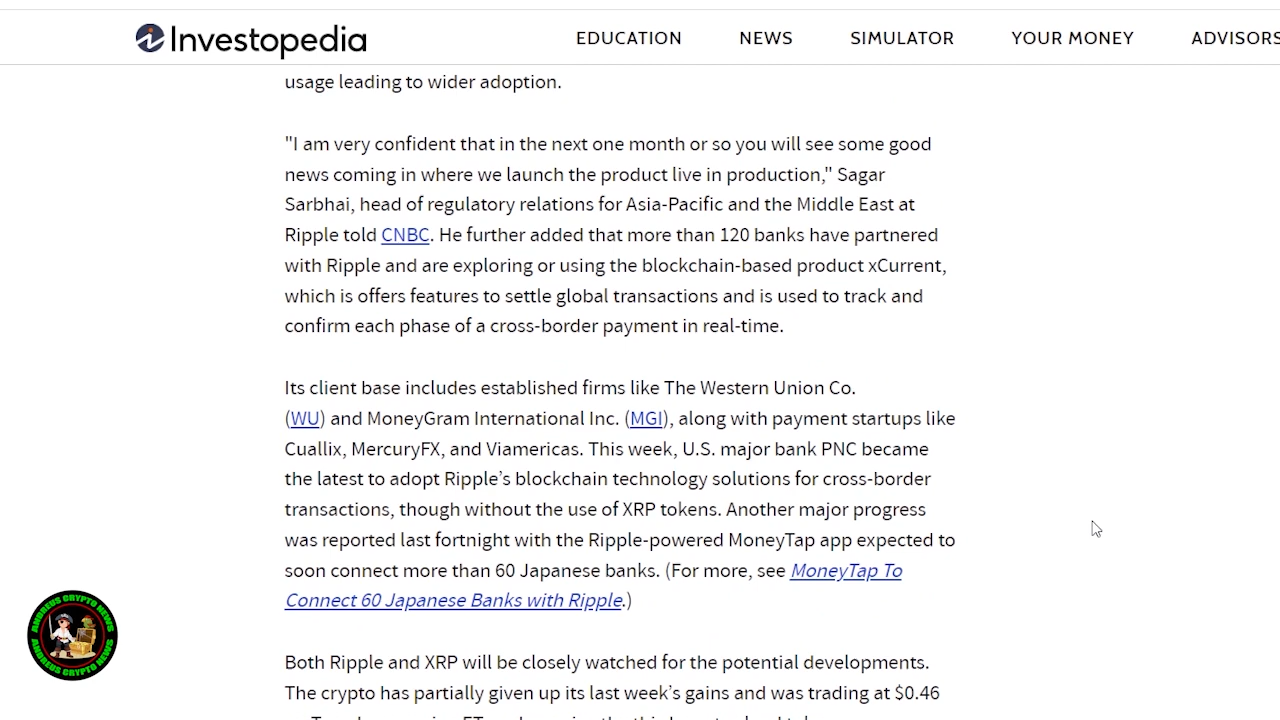 Investopedia
EDUCATION NEWS SIMULATOR YOUR MONEY ADVISORS
usage leading to wider adoption.
"I am very confident that in the next one month or so you will see some good
news coming in where we launch the product live in production," Sagar
Sarbhai, head of regulatory relations for Asia-Pacific and the Middle East at
Ripple told CNBC. He further added that more than 120 banks have partnered
with Ripple and are exploring or using the blockchain-based product xCurrent,
which is offers features to settle global transactions and is used to track and
confirm each phase of a cross-border payment in real-time.
Its client base includes established firms like The Western Union Co.
(WU) and MoneyGram International Inc. (MGI), along with payment startups like
Cuallix, MercuryFX, and Viamericas. This week, U.S. major bank PNC became
the latest to adopt Ripple’s blockchain technology solutions for cross-border
transactions, though without the use of XRP tokens. Another major progress
was reported last fortnight with the Ripple-powered MoneyTap app expected to
soon connect more than 60 Japanese banks. (For more, see MoneyTap To
Connect 60 Japanese Banks with Ripple.)
ANDREUS CRYPTO NEWS
ANDREUS CRYPTO NEWS
Both Ripple and XRP will be closely watched for the potential developments.
The crypto has partially given up its last week’s gains and was trading at $0.46